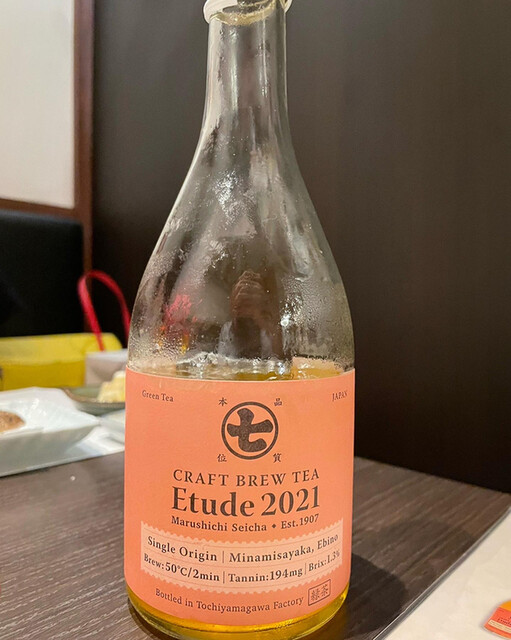 Green Tea 本 品 JAPAN
七
位 貨
CRAFT BREW TEA
Etude 2021
Marushichi Seicha ◆ Est.1907
Single Origin | Minamisayaka, Ebino
Brew:50°C/2min | Tannin:194mg | Brix:1.3%
Bottled in Tochiyamagawa Factory 緑茶